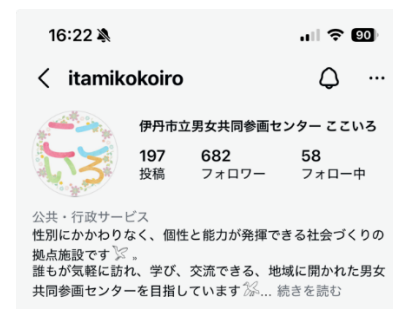 16:22
90
itamikokoiro
ここいろ
伊丹市立男女共同参画センター ここいろ
197 682 58
投稿 フォロワー フォロー中
公共・行政サービス
性別にかかわりなく、個性と能力が発揮できる社会づくりの
拠点施設です🕊。
誰もが気軽に訪れ、学び、交流できる、地域に開かれた男女
共同参画センターを目指しています🕊... 続きを読む